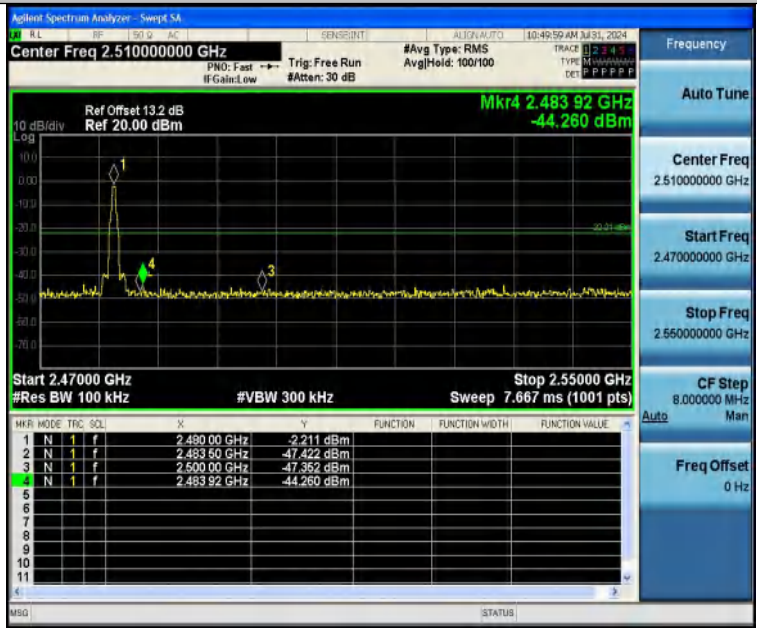 Agilent Spectrum Analyzer - Swept SA
RL RF 50 Ω AC SENSE:INT ALIGN AUTO 10:49:59 AM Jul 31, 2024
Center Freq 2.510000000 GHz #Avg Type: RMS TRACE 1 2 3 4 5 6
PNO: Fast Trig: Free Run Avg|Hold: 100/100 TYPE M
IFGain:Low #Atten: 30 dB DET P P P P P P
Frequency
Auto Tune
Center Freq
2.510000000 GHz
Start Freq
2.470000000 GHz
Stop Freq
2.550000000 GHz
CF Step
8.000000 MHz
Auto Man
Freq Offset
0 Hz
Mkr4 2.483 92 GHz
-44.260 dBm
Ref Offset 13.2 dB
10 dB/div Ref 20.00 dBm
Log
10.0
0.00
-10.0
-20.0
-30.0
-40.0
-50.0
-60.0
-70.0
1
4
3
Start 2.47000 GHz Stop 2.55000 GHz
#Res BW 100 kHz #VBW 300 kHz Sweep 7.667 ms (1001 pts)
MKR MODE TRC SCL X Y FUNCTION FUNCTION WIDTH FUNCTION VALUE
1 N 1 f 2.480 00 GHz -2.211 dBm
2 N 1 f 2.483 50 GHz -47.422 dBm
3 N 1 f 2.500 00 GHz -47.352 dBm
4 N 1 f 2.483 92 GHz -44.260 dBm
5
6
7
8
9
10
11
MSG STATUS